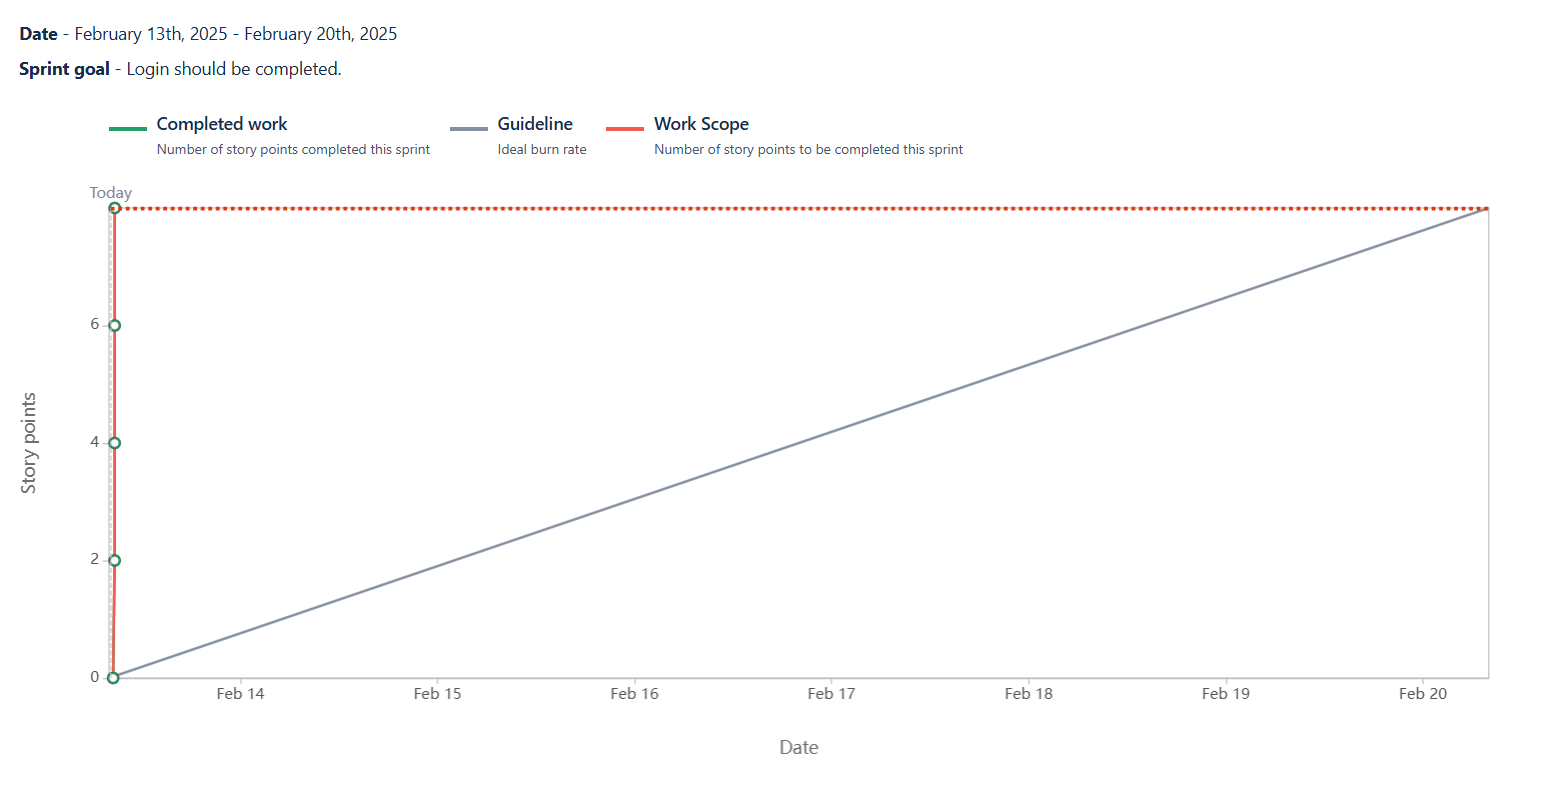 Date - February 13th, 2025 - February 20th, 2025
Sprint goal - Login should be completed.
Completed work
Number of story points completed this sprint
Guideline
Ideal burn rate
Work Scope
Number of story points to be completed this sprint
Today
6
4
2
0
Story points
Feb 14 Feb 15 Feb 16 Feb 17 Feb 18 Feb 19 Feb 20
Date